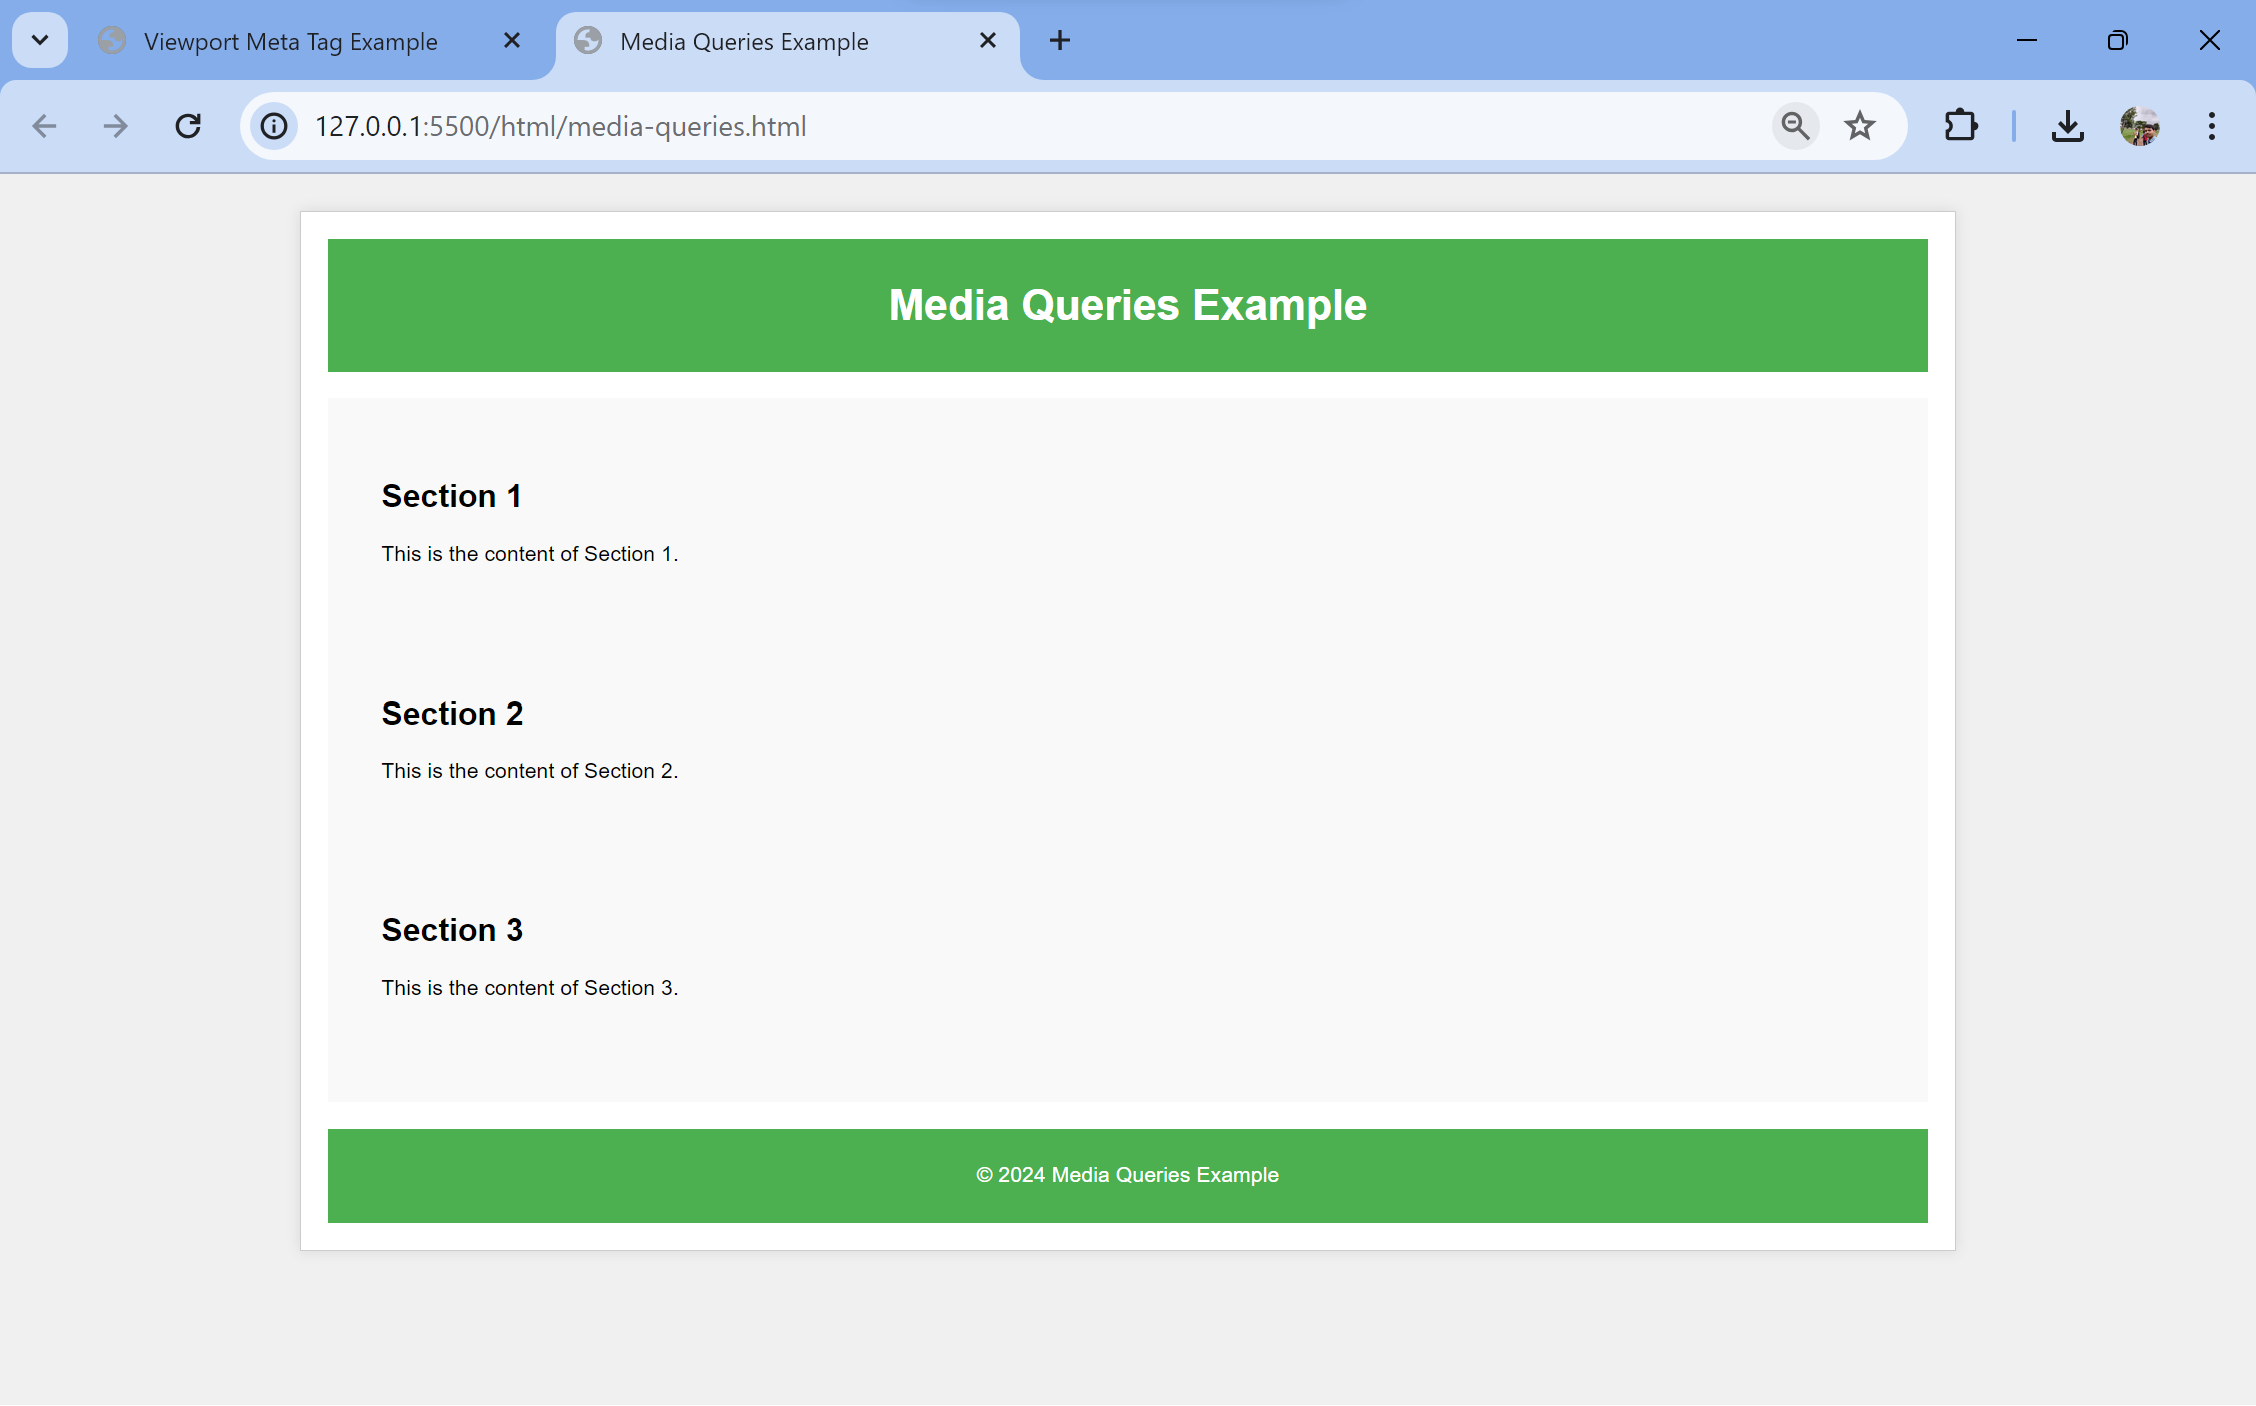 Viewport Meta Tag Example
Media Queries Example
127.0.0.1:5500/html/media-queries.html
Media Queries Example
Section 1
This is the content of Section 1.
Section 2
This is the content of Section 2.
Section 3
This is the content of Section 3.
© 2024 Media Queries Example